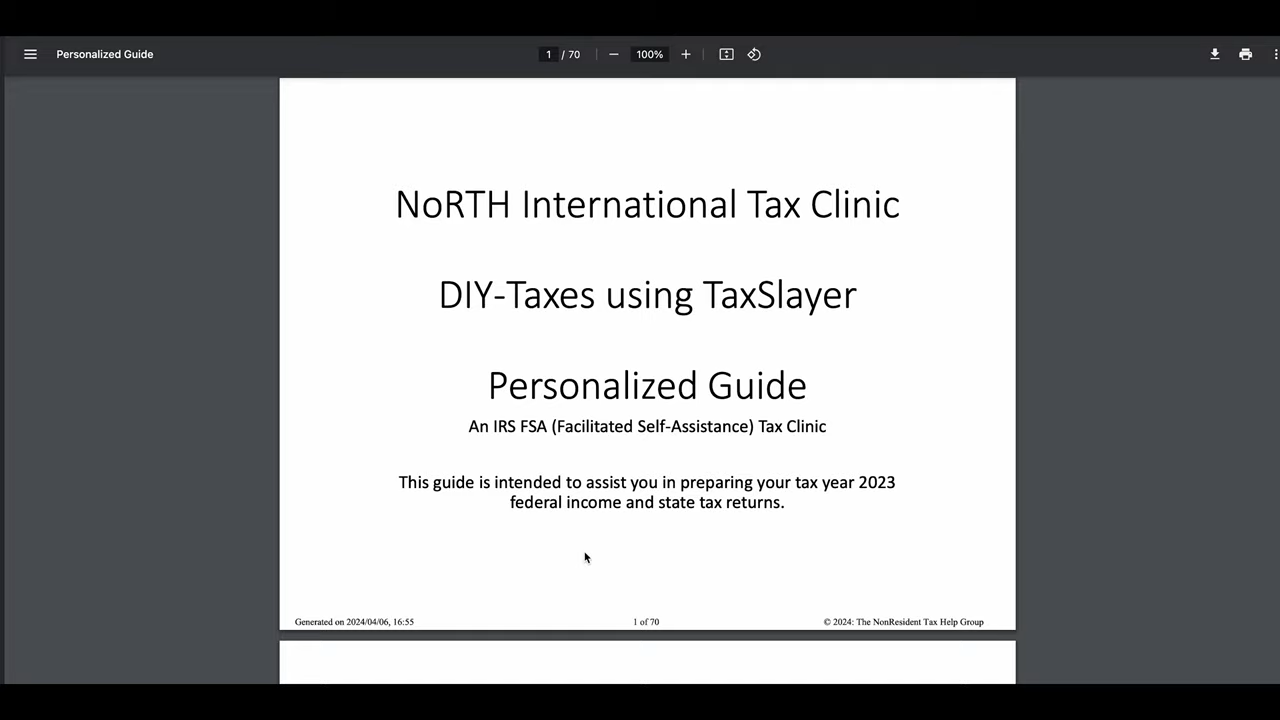 Personalized Guide
1 / 70
100%
NoRTH International Tax Clinic
DIY-Taxes using TaxSlayer
Personalized Guide
An IRS FSA (Facilitated Self-Assistance) Tax Clinic
This guide is intended to assist you in preparing your tax year 2023
federal income and state tax returns.
Generated on 2024/04/06, 16:55
1 of 70
© 2024: The NonResident Tax Help Group